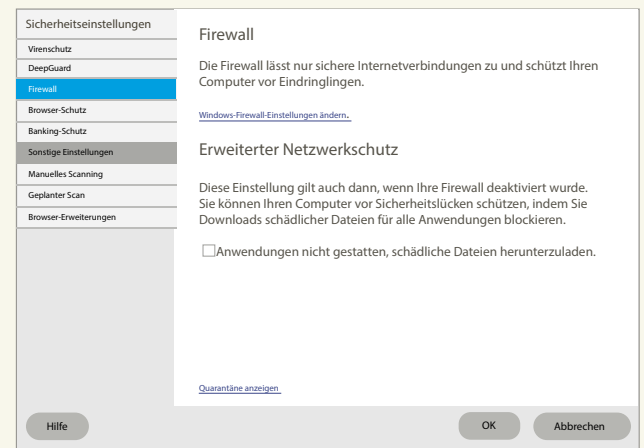 Sicherheitseinstellungen
Virenschutz
DeepGuard
Firewall
Browser-Schutz
Banking-Schutz
Sonstige Einstellungen
Manuelles Scanning
Geplanter Scan
Browser-Erweiterungen
Firewall
Die Firewall lässt nur sichere Internetverbindungen zu und schützt Ihren
Computer vor Eindringlingen.
Windows-Firewall-Einstellungen ändern.
Erweiterter Netzwerkschutz
Diese Einstellung gilt auch dann, wenn Ihre Firewall deaktiviert wurde.
Sie können Ihren Computer vor Sicherheitslücken schützen, indem Sie
Downloads schädlicher Dateien für alle Anwendungen blockieren.
Anwendungen nicht gestatten, schädliche Dateien herunterzuladen.
Quarantäne anzeigen
Hilfe
OK
Abbrechen